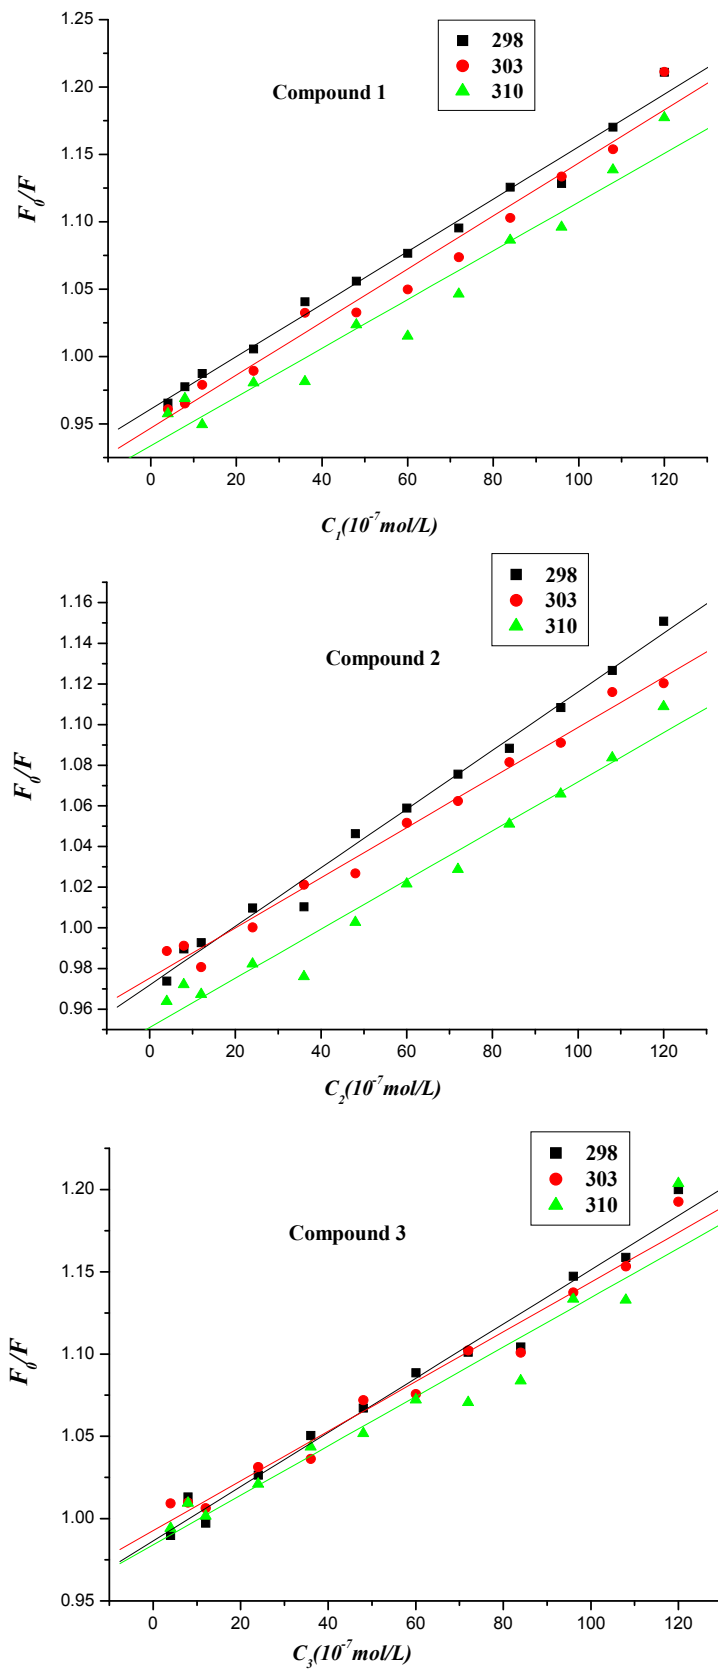 1.25
1.20
1.15
1.10
1.05
1.00
0.95
F₀/F
Compound 1
298
303
310
0 20 40 60 80 100 120
C₁(10⁻⁷mol/L)
1.16
1.14
1.12
1.10
1.08
1.06
1.04
1.02
1.00
0.98
0.96
F₀/F
Compound 2
298
303
310
0 20 40 60 80 100 120
C₂(10⁻⁷mol/L)
1.20
1.15
1.10
1.05
1.00
0.95
F₀/F
Compound 3
298
303
310
0 20 40 60 80 100 120
C₃(10⁻⁷mol/L)